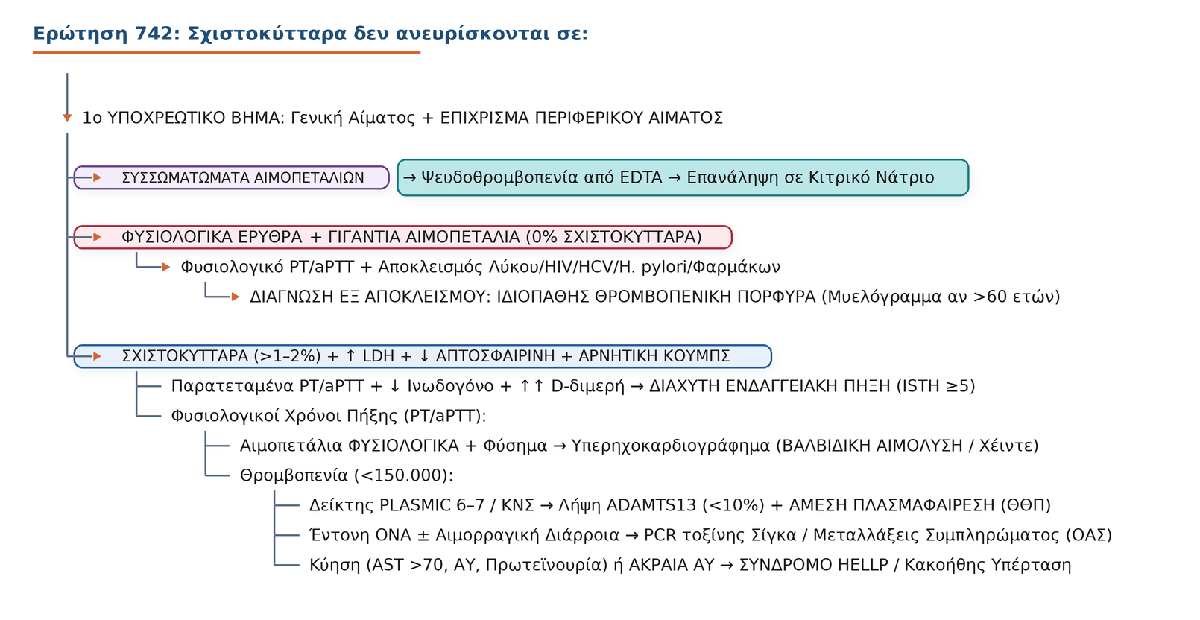 Ερώτηση 742: Σχιστοκύτταρα δεν ανευρίσκονται σε:
1ο ΥΠΟΧΡΕΩΤΙΚΟ ΒΗΜΑ: Γενική Αίματος + ΕΠΙΧΡΙΣΜΑ ΠΕΡΙΦΕΡΙΚΟΥ ΑΙΜΑΤΟΣ
ΣΥΣΣΩΜΑΤΩΜΑΤΑ ΑΙΜΟΠΕΤΑΛΙΩΝ → Ψευδοθρομβοπενία από EDTA → Επανάληψη σε Κιτρικό Νάτριο
ΦΥΣΙΟΛΟΓΙΚΑ ΕΡΥΘΡΑ + ΓΙΓΑΝΤΙΑ ΑΙΜΟΠΕΤΑΛΙΑ (0% ΣΧΙΣΤΟΚΥΤΤΑΡΑ)
Φυσιολογικό PT/aPTT + Αποκλεισμός Λύκου/HIV/HCV/H. pylori/Φαρμάκων
ΔΙΑΓΝΩΣΗ ΕΞ ΑΠΟΚΛΕΙΣΜΟΥ: ΙΔΙΟΠΑΘΗΣ ΘΡΟΜΒΟΠΕΝΙΚΗ ΠΟΡΦΥΡΑ (Μυελόγραμμα αν >60 ετών)
ΣΧΙΣΤΟΚΥΤΤΑΡΑ (>1–2%) + ↑ LDH + ↓ ΑΠΤΟΣΦΑΙΡΙΝΗ + ΑΡΝΗΤΙΚΗ ΚΟΥΜΠΣ
Παρατεταμένα PT/aPTT + ↓ Ινωδογόνο + ↑↑ D-διμερή → ΔΙΑΧΥΤΗ ΕΝΔΑΓΓΕΙΑΚΗ ΠΗΞΗ (ISTH ≥5)
Φυσιολογικοί Χρόνοι Πήξης (PT/aPTT):
Αιμοπετάλια ΦΥΣΙΟΛΟΓΙΚΑ + Φύσημα → Υπερηχοκαρδιογράφημα (ΒΑΛΒΙΔΙΚΗ ΑΙΜΟΛΥΣΗ / Χέιντε)
Θρομβοπενία (<150.000):
Δείκτης PLASMIC 6–7 / ΚΝΣ → Λήψη ADAMTS13 (<10%) + ΑΜΕΣΗ ΠΛΑΣΜΑΦΑΙΡΕΣΗ (ΘΘΠ)
Έντονη ΟΝΑ ± Αιμορραγική Διάρροια → PCR τοξίνης Σίγκα / Μεταλλάξεις Συμπληρώματος (ΟΑΣ)
Κύηση (AST >70, ΑΥ, Πρωτεϊνουρία) ή ΑΚΡΑΙΑ ΑΥ → ΣΥΝΔΡΟΜΟ HELLP / Κακοήθης Υπέρταση